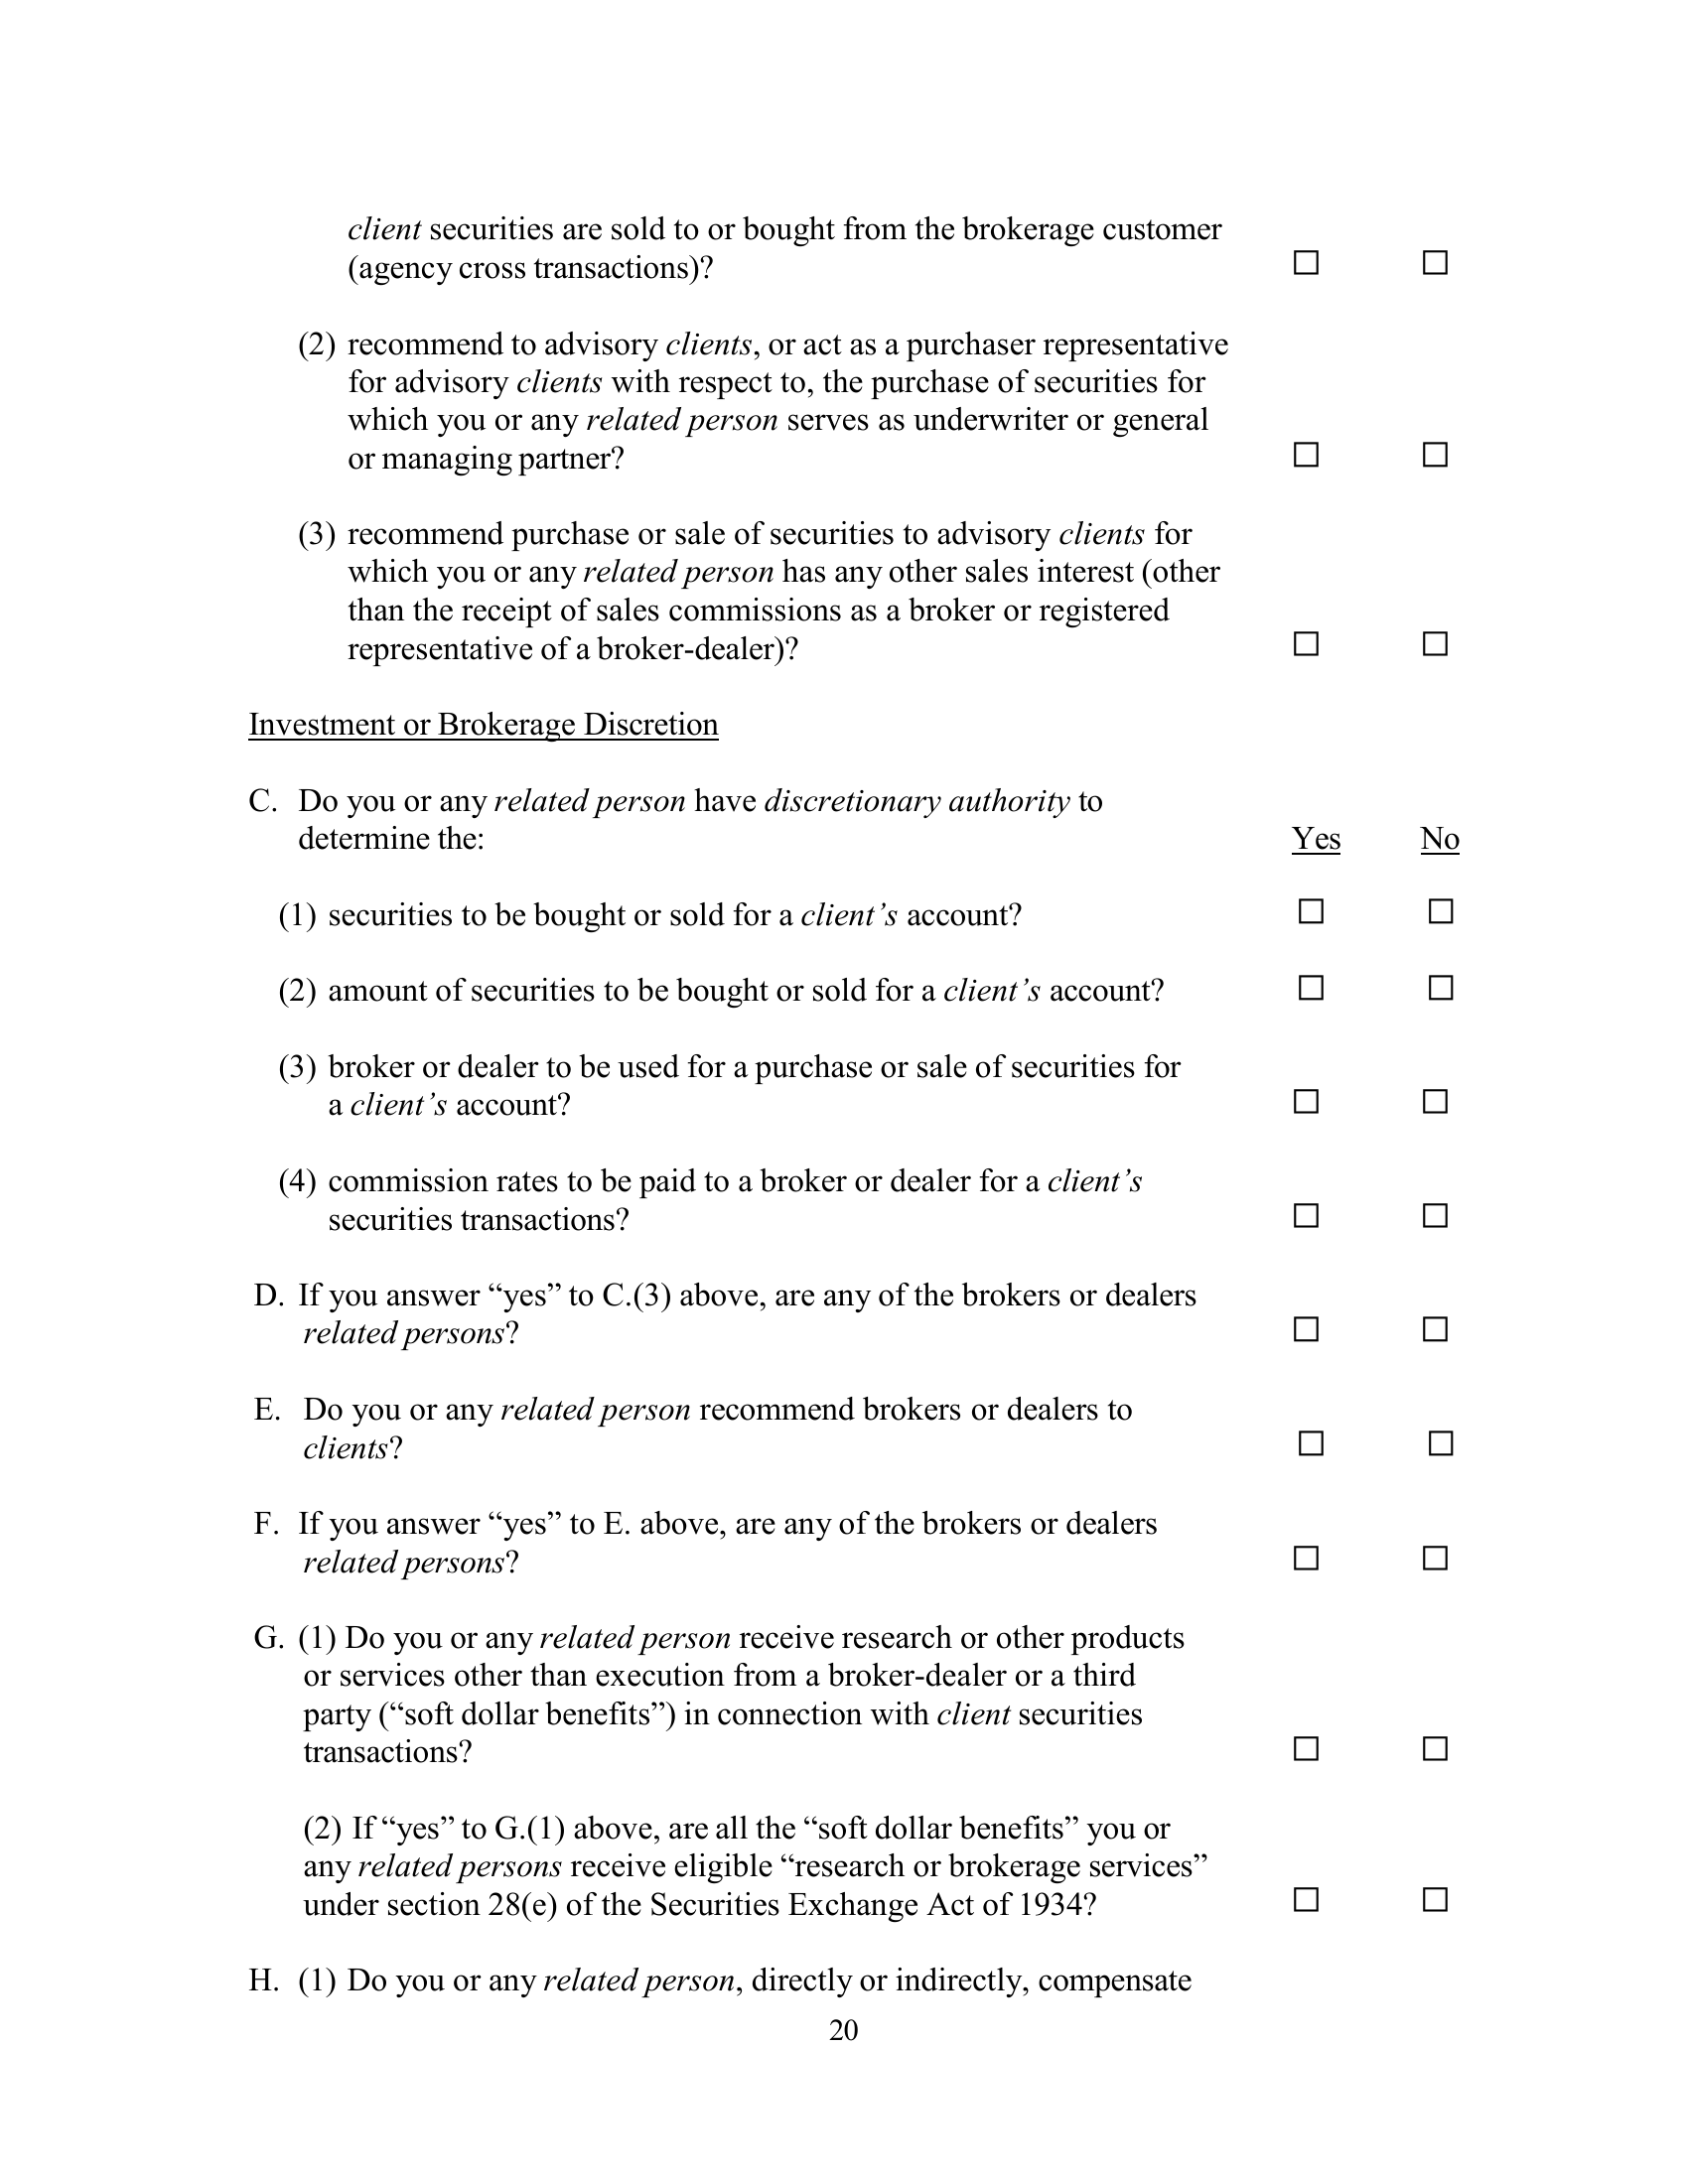 client securities are sold to or bought from the brokerage customer
(agency cross transactions)? ☐ ☐
(2) recommend to advisory clients, or act as a purchaser representative
for advisory clients with respect to, the purchase of securities for
which you or any related person serves as underwriter or general
or managing partner? ☐ ☐
(3) recommend purchase or sale of securities to advisory clients for
which you or any related person has any other sales interest (other
than the receipt of sales commissions as a broker or registered
representative of a broker-dealer)? ☐ ☐
Investment or Brokerage Discretion
C. Do you or any related person have discretionary authority to
determine the: Yes No
(1) securities to be bought or sold for a client’s account? ☐ ☐
(2) amount of securities to be bought or sold for a client’s account? ☐ ☐
(3) broker or dealer to be used for a purchase or sale of securities for
a client’s account? ☐ ☐
(4) commission rates to be paid to a broker or dealer for a client’s
securities transactions? ☐ ☐
D. If you answer “yes” to C.(3) above, are any of the brokers or dealers
related persons? ☐ ☐
E. Do you or any related person recommend brokers or dealers to
clients? ☐ ☐
F. If you answer “yes” to E. above, are any of the brokers or dealers
related persons? ☐ ☐
G. (1) Do you or any related person receive research or other products
or services other than execution from a broker-dealer or a third
party (“soft dollar benefits”) in connection with client securities
transactions? ☐ ☐
(2) If “yes” to G.(1) above, are all the “soft dollar benefits” you or
any related persons receive eligible “research or brokerage services”
under section 28(e) of the Securities Exchange Act of 1934? ☐ ☐
H. (1) Do you or any related person, directly or indirectly, compensate
20